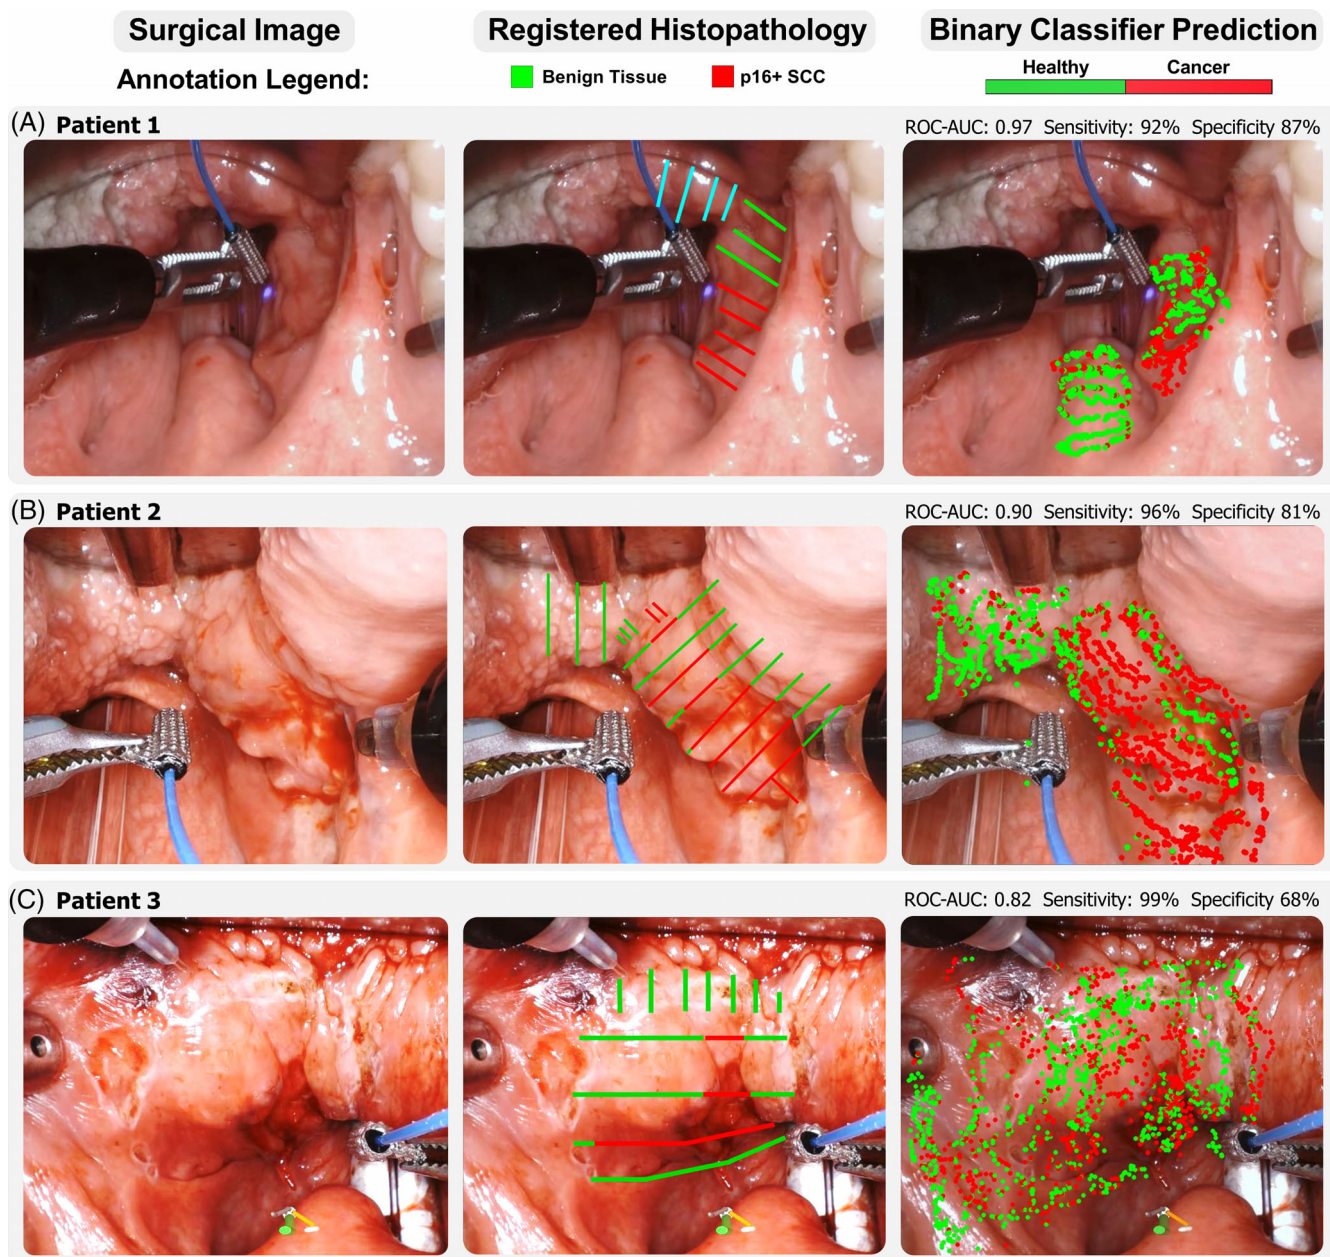 Surgical Image Registered Histopathology Binary Classifier Prediction
Annotation Legend: Benign Tissue p16+ SCC Healthy Cancer
(A) Patient 1 ROC-AUC: 0.97 Sensitivity: 92% Specificity 87%
(B) Patient 2 ROC-AUC: 0.90 Sensitivity: 96% Specificity 81%
(C) Patient 3 ROC-AUC: 0.82 Sensitivity: 99% Specificity 68%